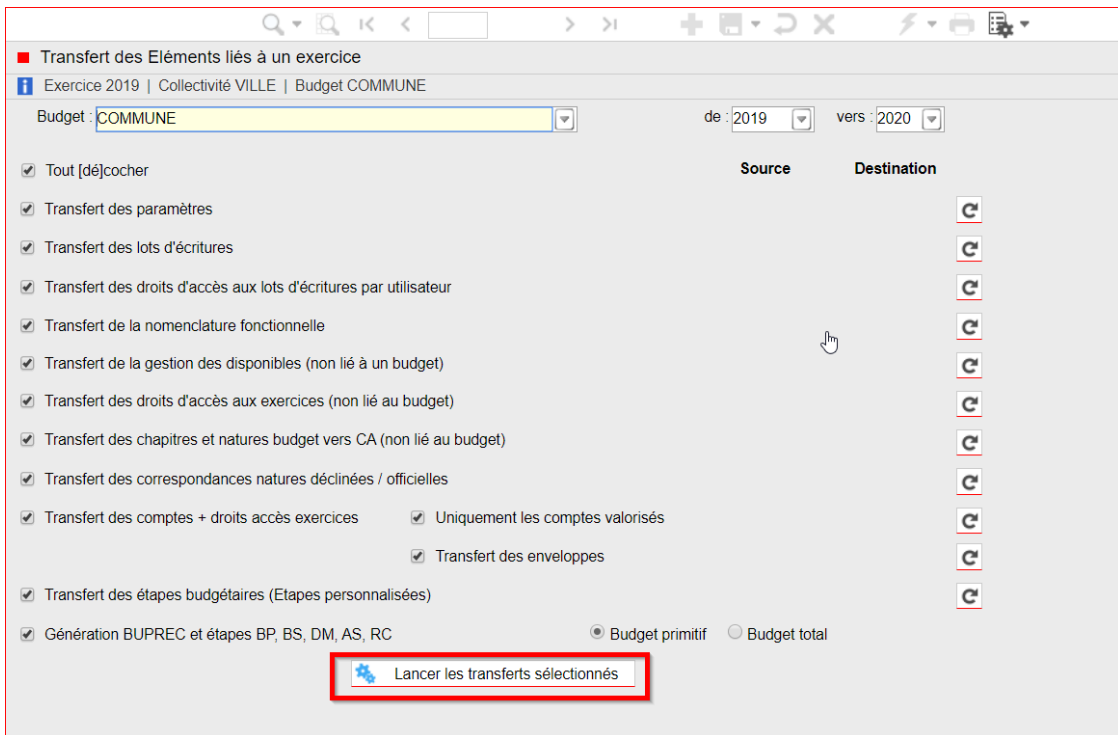 Transfert des Eléments liés à un exercice
Exercice 2019 | Collectivité VILLE | Budget COMMUNE
Budget : COMMUNE de : 2019 vers : 2020
Tout [dé]cocher Source Destination
Transfert des paramètres
Transfert des lots d'écritures
Transfert des droits d'accès aux lots d'écritures par utilisateur
Transfert de la nomenclature fonctionnelle
Transfert de la gestion des disponibles (non lié à un budget)
Transfert des droits d'accès aux exercices (non lié au budget)
Transfert des chapitres et natures budget vers CA (non lié au budget)
Transfert des correspondances natures déclinées / officielles
Transfert des comptes + droits accès exercices Uniquement les comptes valorisés
Transfert des enveloppes
Transfert des étapes budgétaires (Etapes personnalisées)
Génération BUPREC et étapes BP, BS, DM, AS, RC Budget primitif Budget total
Lancer les transferts sélectionnés